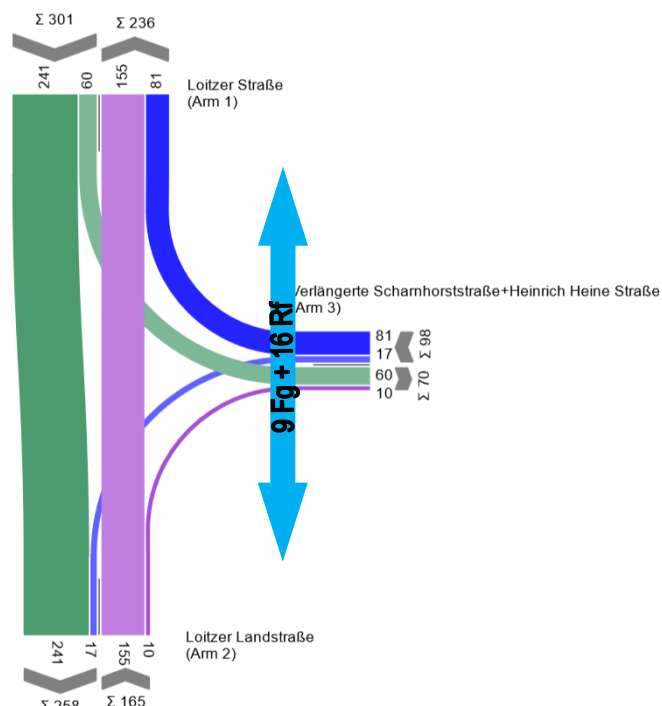 Σ 301
Σ 236
241
60
155
81
Loitzer Straße
(Arm 1)
Verlängerte Scharnhorststraße+Heinrich Heine Straße
(Arm 3)
81
17
Σ 98
60
10
Σ 70
9 Fg + 16 Rf
Loitzer Landstraße
(Arm 2)
241
17
155
10
Σ 258
Σ 165